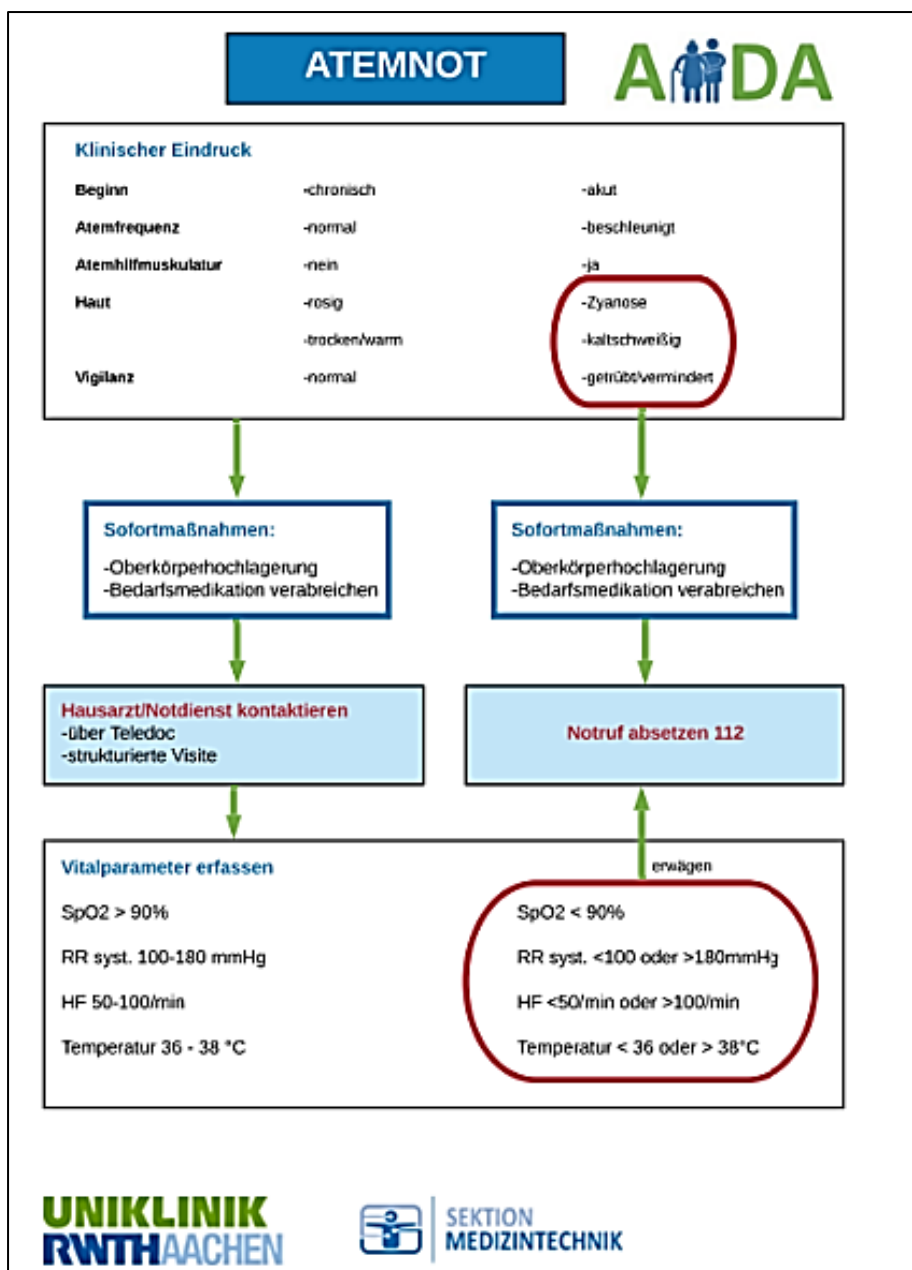 ATEMNOT
A DA
Klinischer Eindruck
Beginn -chronisch -akut
Atemfrequenz -normal -beschleunigt
Atemhilfmuskulatur -nein -ja
Haut -rosig -Zyanose
-trocken/warm -kaltschweißig
Vigilanz -normal -getrübt/vermindert
Sofortmaßnahmen:
-Oberkörperhochlagerung
-Bedarfsmedikation verabreichen
Sofortmaßnahmen:
-Oberkörperhochlagerung
-Bedarfsmedikation verabreichen
Hausarzt/Notdienst kontaktieren
-über Teledoc
-strukturierte Visite
Notruf absetzen 112
Vitalparameter erfassen erwägen
SpO2 > 90% SpO2 < 90%
RR syst. 100-180 mmHg RR syst. <100 oder >180mmHg
HF 50-100/min HF <50/min oder >100/min
Temperatur 36 - 38 °C Temperatur < 36 oder > 38°C
UNIKLINIK
RWTHAACHEN
SEKTION
MEDIZINTECHNIK